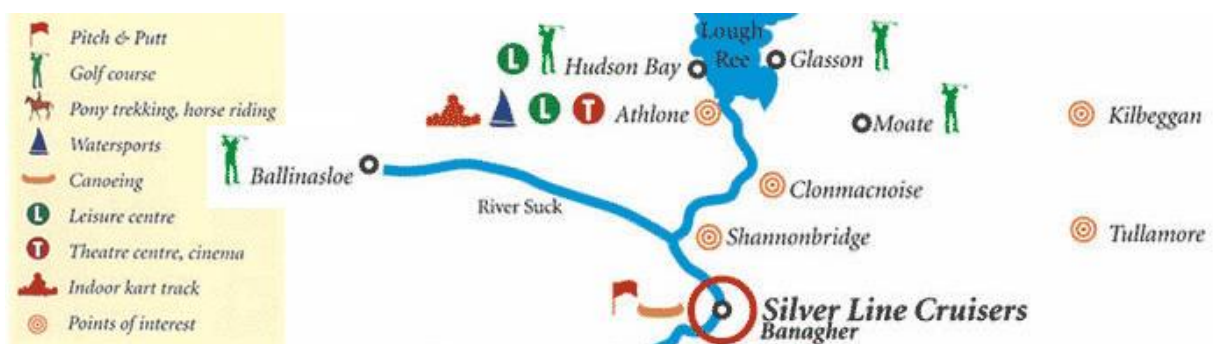 Pitch & Putt
Golf course
Pony trekking, horse riding
Watersports
Canoeing
L Leisure centre
T Theatre centre, cinema
Indoor kart track
Points of interest
Lough
Ree
L Hudson Bay
Glasson
L T Athlone
Moate
Kilbeggan
Ballinasloe
Clonmacnoise
River Suck
Shannonbridge
Tullamore
Silver Line Cruisers
Banagher